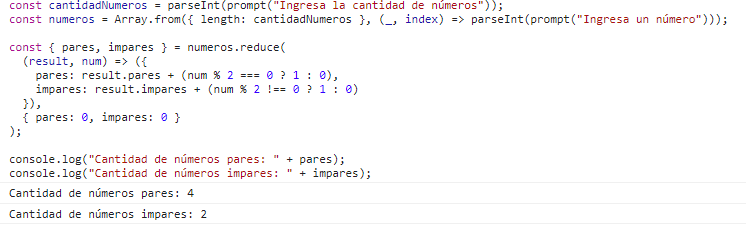 const cantidadNumeros = parseInt(prompt("Ingresa la cantidad de números"));
const numeros = Array.from({ length: cantidadNumeros }, (_, index) => parseInt(prompt("Ingresa un número")));

const { pares, impares } = numeros.reduce(
  (result, num) => ({
    pares: result.pares + (num % 2 === 0 ? 1 : 0),
    impares: result.impares + (num % 2 !== 0 ? 1 : 0)
  }),
  { pares: 0, impares: 0 }
);

console.log("Cantidad de números pares: " + pares);
console.log("Cantidad de números impares: " + impares);
Cantidad de números pares: 4
Cantidad de números impares: 2